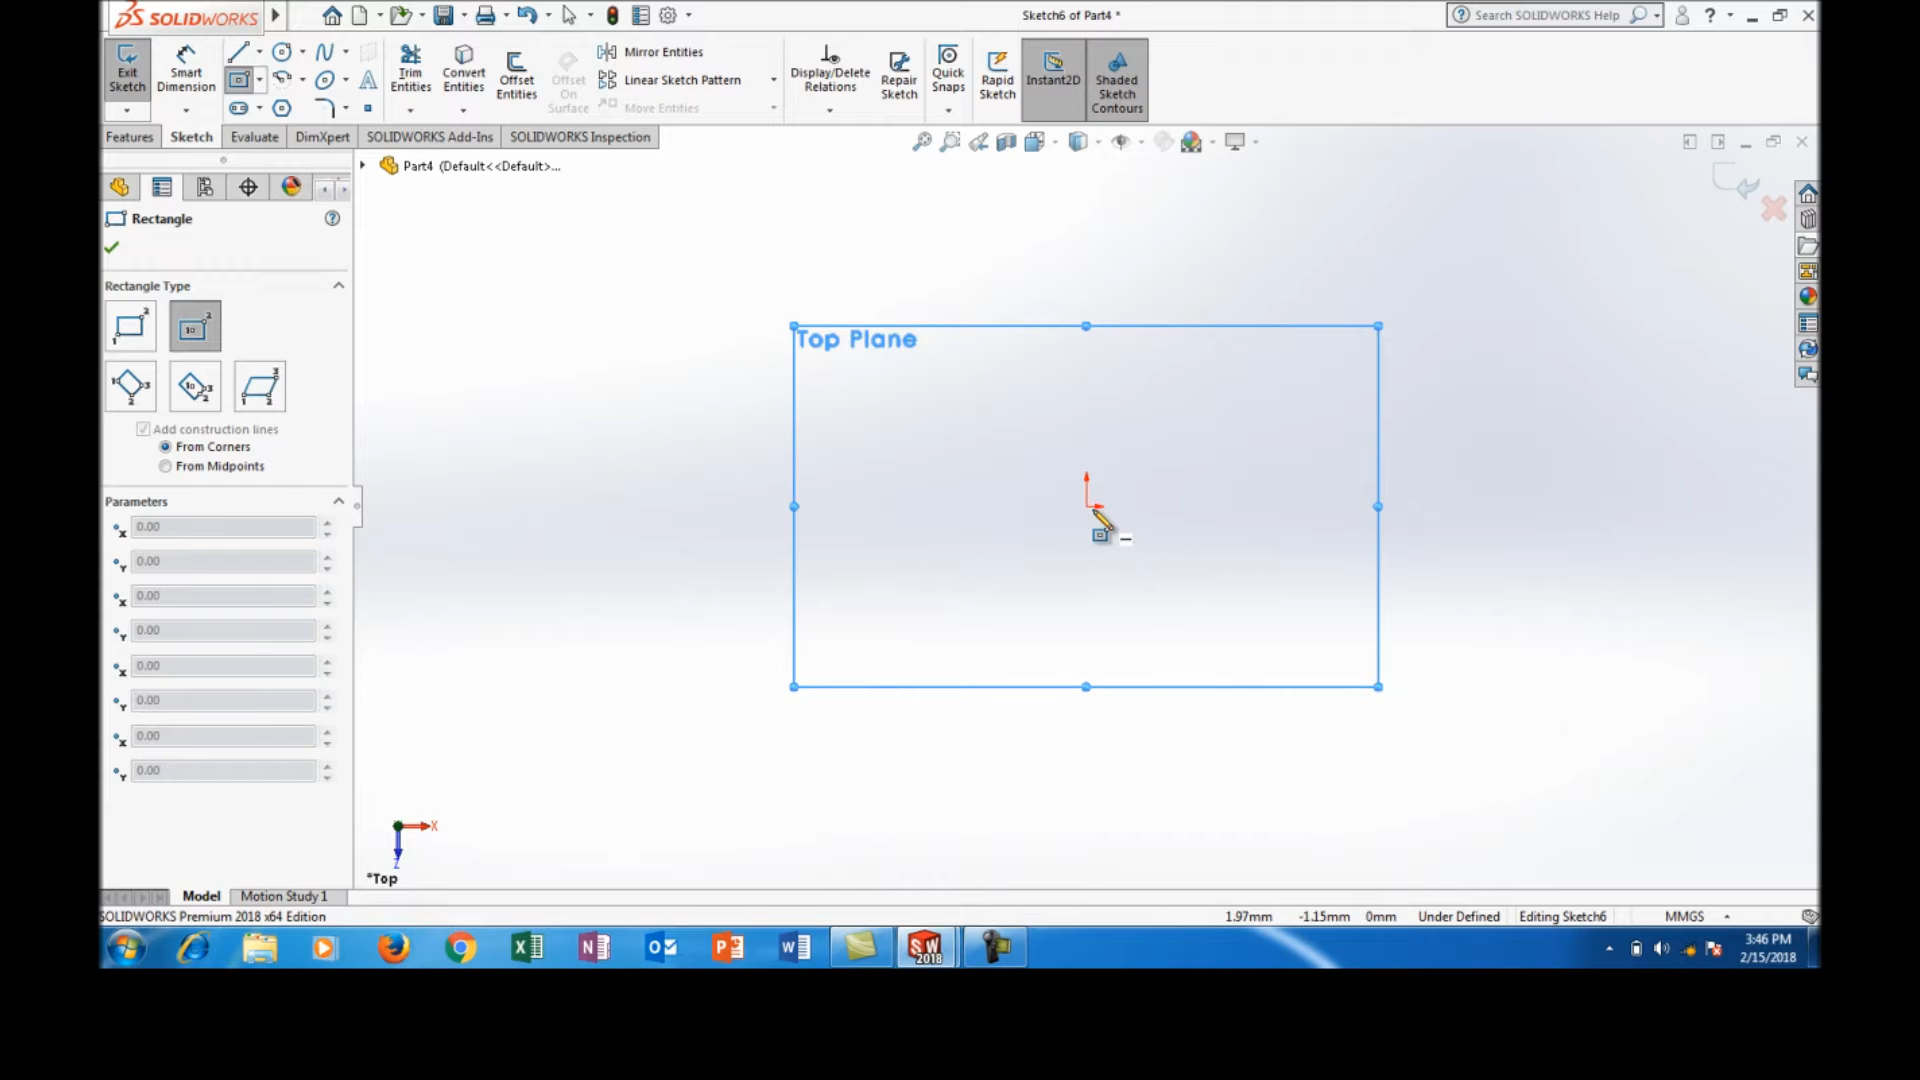 SOLIDWORKS
Sketch6 of Part4 *
Search SOLIDWORKS Help
?
Exit Sketch
Smart Dimension
Trim Entities
Convert Entities
Offset Entities
Offset On Surface
Mirror Entities
Linear Sketch Pattern
Move Entities
Display/Delete Relations
Repair Sketch
Quick Snaps
Rapid Sketch
Instant2D
Shaded Sketch Contours
Features
Sketch
Evaluate
DimXpert
SOLIDWORKS Add-Ins
SOLIDWORKS Inspection
Part4 (Default<<Default>...
Rectangle
?
Rectangle Type
Add construction lines
From Corners
From Midpoints
Parameters
X 0.00
Y 0.00
X 0.00
Y 0.00
X 0.00
Y 0.00
X 0.00
Y 0.00
Top Plane
X
Z
*Top
Model
Motion Study 1
SOLIDWORKS Premium 2018 x64 Edition
1.97mm
-1.15mm
0mm
Under Defined
Editing Sketch6
MMGS
SW 2018
3:46 PM
2/15/2018